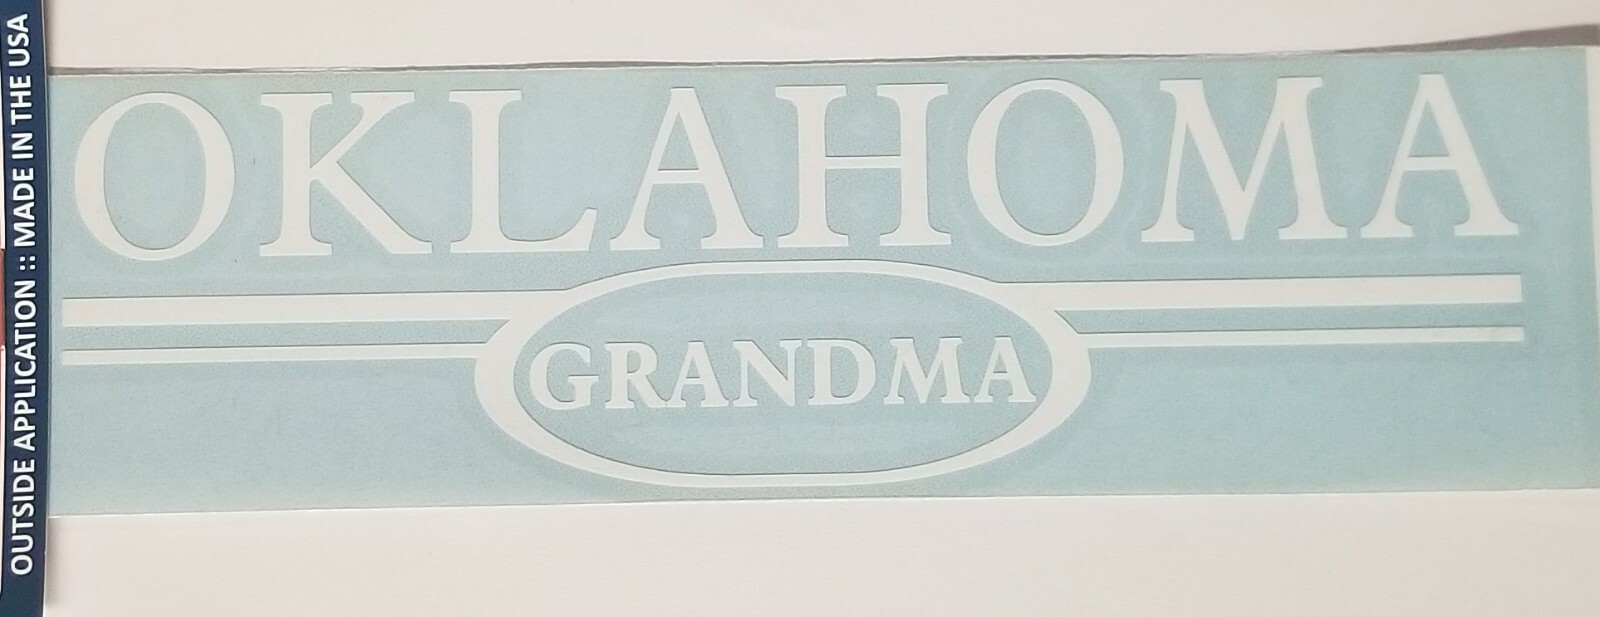 OUTSIDE APPLICATION :: MADE IN THE USA
OKLAHOMA
GRANDMA